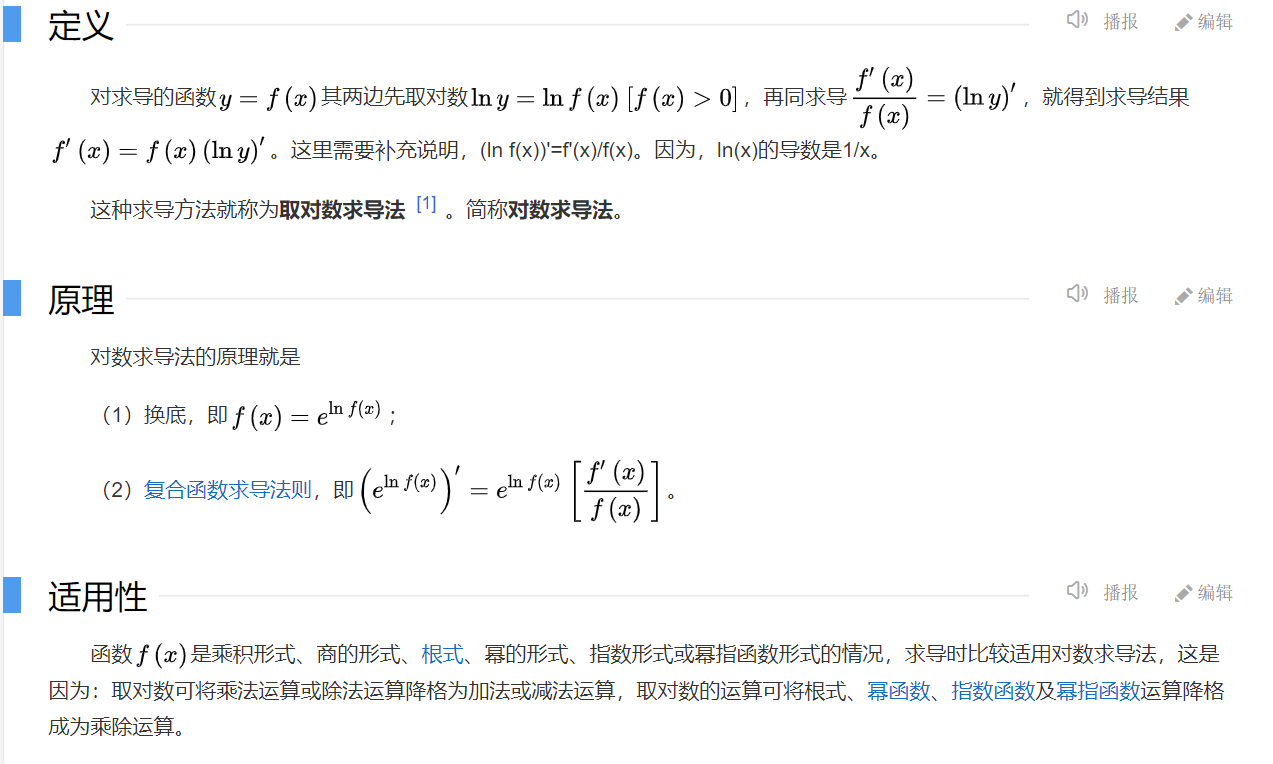 定义 播报 编辑
对求导的函数y = f (x)其两边先取对数ln y = ln f (x) [f (x) > 0]，再同求导 f′ (x) / f (x) = (ln y)′，就得到求导结果
f′ (x) = f (x) (ln y)′。这里需要补充说明，(ln f(x))'=f'(x)/f(x)。因为，ln(x)的导数是1/x。
这种求导方法就称为取对数求导法 [1] 。简称对数求导法。
原理 播报 编辑
对数求导法的原理就是
（1）换底，即 f (x) = e^{ln f(x)}；
（2）复合函数求导法则，即 (e^{ln f(x)})′ = e^{ln f(x)} [f′ (x) / f (x)]。
适用性 播报 编辑
函数 f (x)是乘积形式、商的形式、根式、幂的形式、指数形式或幂指函数形式的情况，求导时比较适用对数求导法，这是
因为：取对数可将乘法运算或除法运算降格为加法或减法运算，取对数的运算可将根式、幂函数、指数函数及幂指函数运算降格
成为乘除运算。